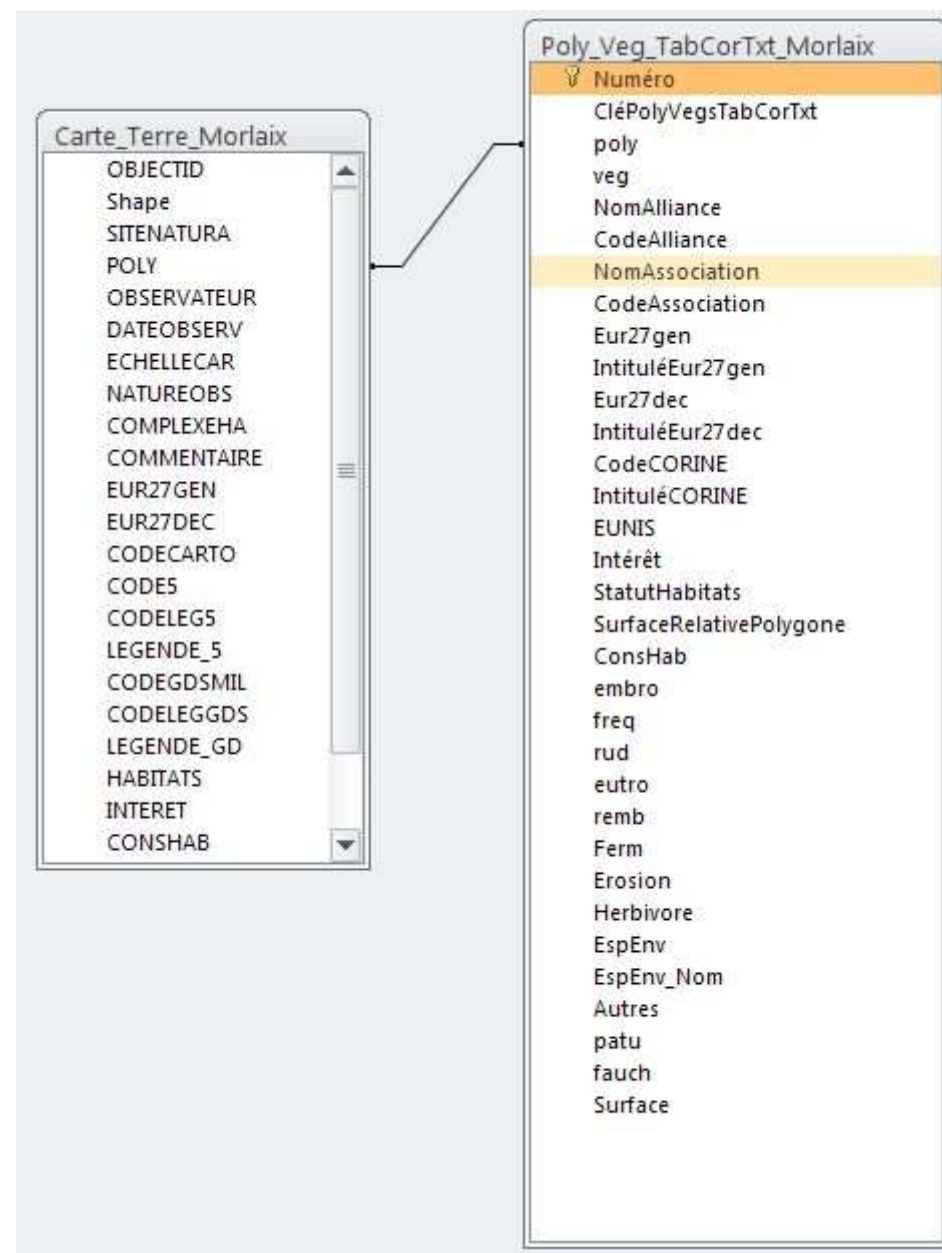 Carte_Terre_Morlaix
OBJECTID
Shape
SITENATURA
POLY
OBSERVATEUR
DATEOBSERV
ECHELLECAR
NATUREOBS
COMPLEXEHA
COMMENTAIRE
EUR27GEN
EUR27DEC
CODECARTO
CODE5
CODELEG5
LEGENDE_5
CODEGDSMIL
CODELEGGDS
LEGENDE_GD
HABITATS
INTERET
CONSHAB
Poly_Veg_TabCorTxt_Morlaix
Numéro
CléPolyVegsTabCorTxt
poly
veg
NomAlliance
CodeAlliance
NomAssociation
CodeAssociation
Eur27gen
IntituléEur27gen
Eur27dec
IntituléEur27dec
CodeCORINE
IntituléCORINE
EUNIS
Intérêt
StatutHabitats
SurfaceRelativePolygone
ConsHab
embro
freq
rud
eutro
remb
Ferm
Erosion
Herbivore
EspEnv
EspEnv_Nom
Autres
patu
fauch
Surface